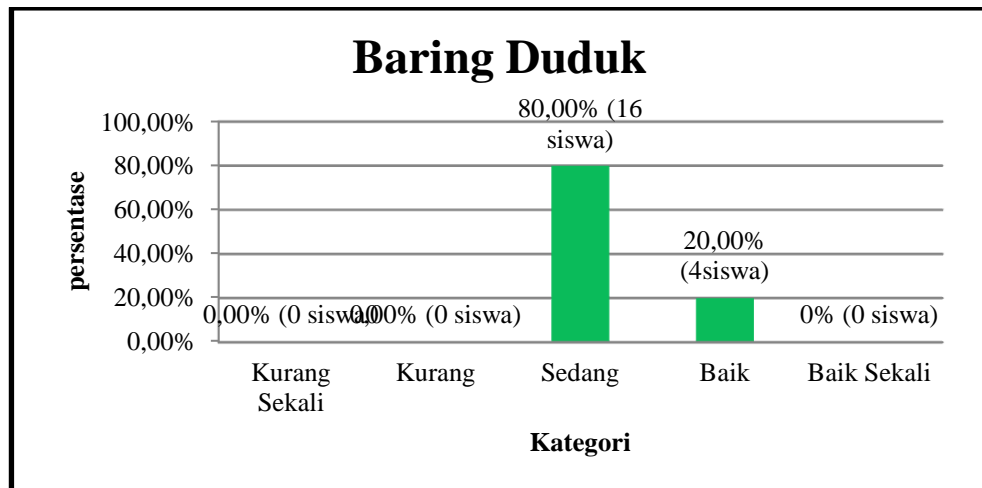 Baring Duduk
80,00% (16
siswa)
100,00%
80,00%
60,00%
40,00%
20,00%
0,00%
persentase
20,00%
(4siswa)
0,00% (0 siswa)
0,00% (0 siswa)
0% (0 siswa)
Kurang
Sekali
Kurang
Sedang
Baik
Baik Sekali
Kategori